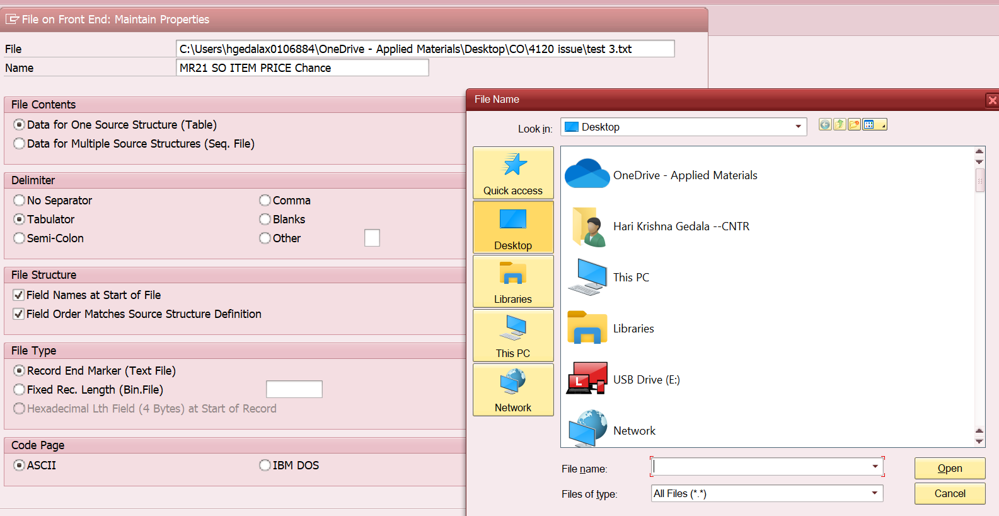 File on Front End: Maintain Properties
File C:\Users\hgedalax0106884\OneDrive - Applied Materials\Desktop\CO\4120 issue\test 3.txt
Name MR21 SO ITEM PRICE Chance
File Contents
Data for One Source Structure (Table)
Data for Multiple Source Structures (Seq. File)
Delimiter
No Separator Comma
Tabulator Blanks
Semi-Colon Other
File Structure
Field Names at Start of File
Field Order Matches Source Structure Definition
File Type
Record End Marker (Text File)
Fixed Rec. Length (Bin.File)
Hexadecimal Lth Field (4 Bytes) at Start of Record
Code Page
ASCII IBM DOS
File Name
Look in: Desktop
Quick access
Desktop
Libraries
This PC
Network
OneDrive - Applied Materials
Hari Krishna Gedala --CNTR
This PC
Libraries
L
USB Drive (E:)
Network
File name: Open
Files of type: All Files (*.*) Cancel